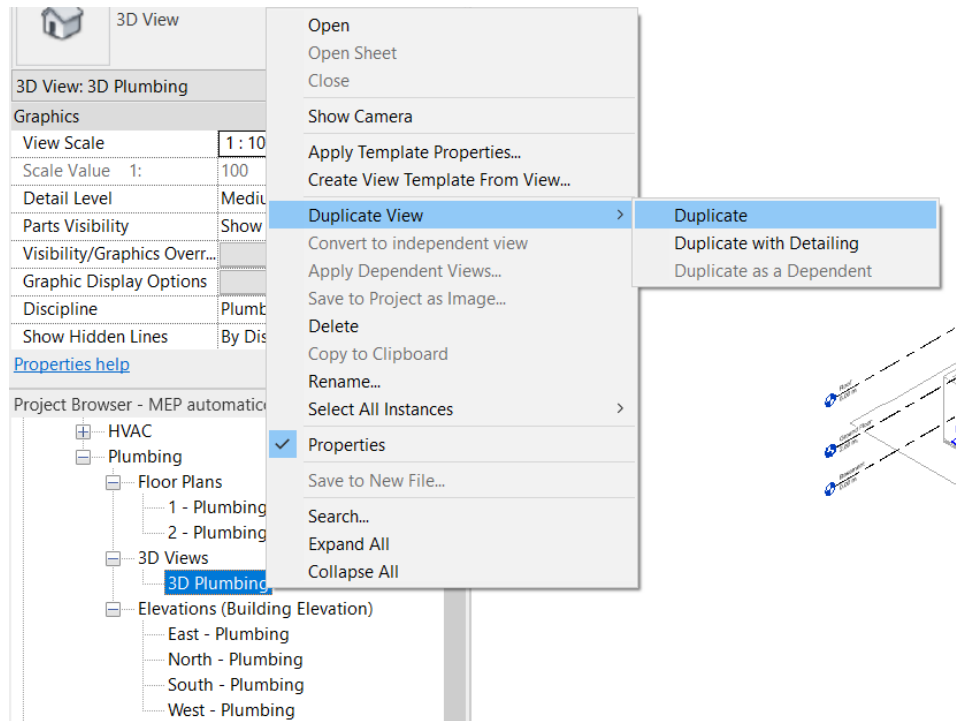 3D View
3D View: 3D Plumbing
Graphics
View Scale 1 : 10
Scale Value 1: 100
Detail Level Mediu
Parts Visibility Show
Visibility/Graphics Overr...
Graphic Display Options
Discipline Plumb
Show Hidden Lines By Dis
Properties help
Project Browser - MEP automatic
HVAC
Plumbing
Floor Plans
1 - Plumbing
2 - Plumbing
3D Views
3D Plumbing
Elevations (Building Elevation)
East - Plumbing
North - Plumbing
South - Plumbing
West - Plumbing
Open
Open Sheet
Close
Show Camera
Apply Template Properties...
Create View Template From View...
Duplicate View
Convert to independent view
Apply Dependent Views...
Save to Project as Image...
Delete
Copy to Clipboard
Rename...
Select All Instances
Properties
Save to New File...
Search...
Expand All
Collapse All
Duplicate
Duplicate with Detailing
Duplicate as a Dependent
Roof
Ground Floor
Basement